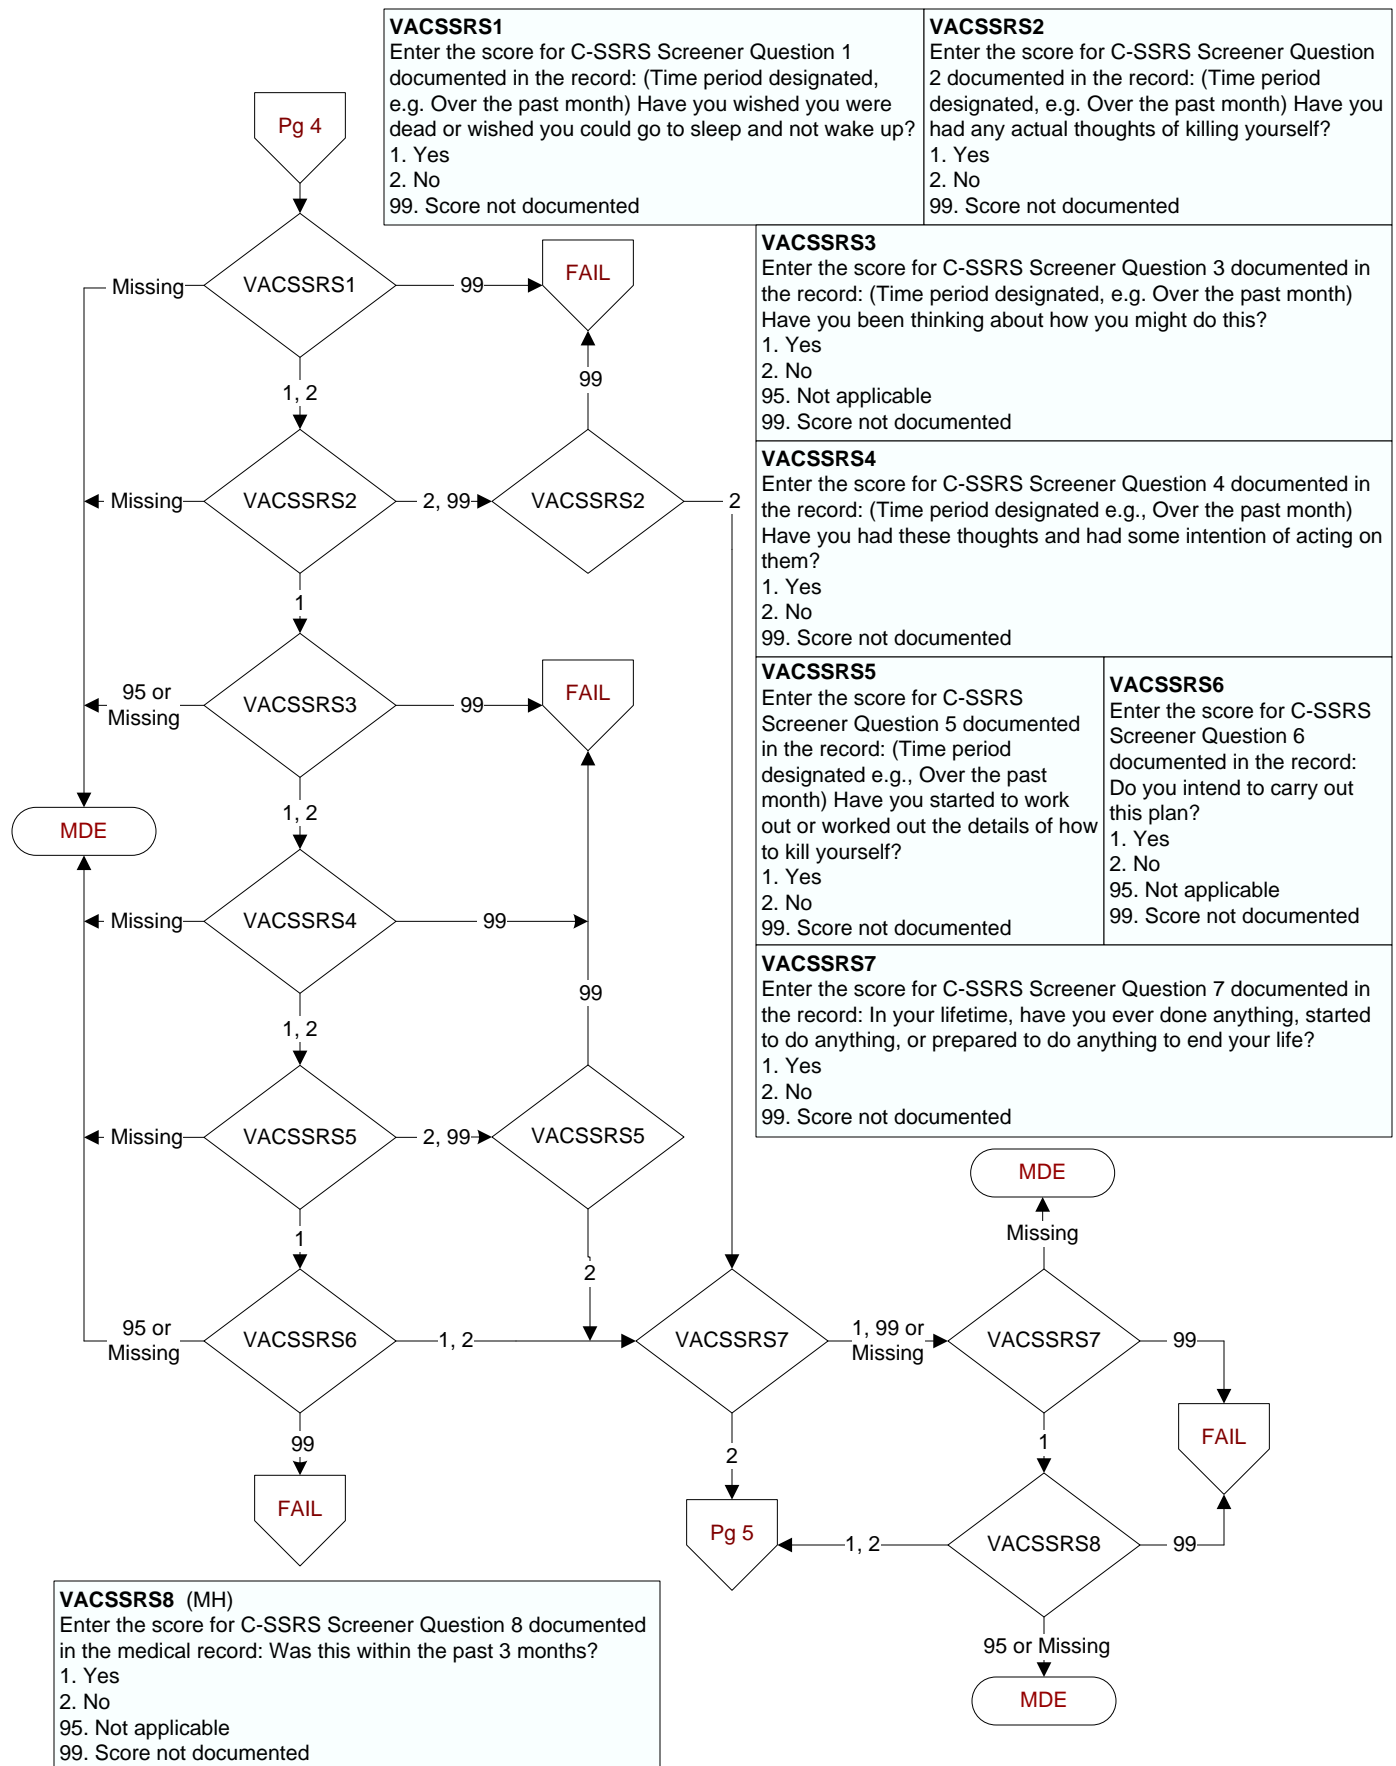 VACSSRS1
Enter the score for C-SSRS Screener Question 1
documented in the record: (Time period designated,
e.g. Over the past month) Have you wished you were
dead or wished you could go to sleep and not wake up?
1. Yes
2. No
99. Score not documented
VACSSRS2
Enter the score for C-SSRS Screener Question
2 documented in the record: (Time period
designated, e.g. Over the past month) Have you
had any actual thoughts of killing yourself?
1. Yes
2. No
99. Score not documented
VACSSRS3
Enter the score for C-SSRS Screener Question 3 documented in
the record: (Time period designated, e.g. Over the past month)
Have you been thinking about how you might do this?
1. Yes
2. No
95. Not applicable
99. Score not documented
VACSSRS4
Enter the score for C-SSRS Screener Question 4 documented in
the record: (Time period designated e.g., Over the past month)
Have you had these thoughts and had some intention of acting on
them?
1. Yes
2. No
99. Score not documented
VACSSRS5
Enter the score for C-SSRS
Screener Question 5 documented
in the record: (Time period
designated e.g., Over the past
month) Have you started to work
out or worked out the details of how
to kill yourself?
1. Yes
2. No
99. Score not documented
VACSSRS6
Enter the score for C-SSRS
Screener Question 6
documented in the record:
Do you intend to carry out
this plan?
1. Yes
2. No
95. Not applicable
99. Score not documented
VACSSRS7
Enter the score for C-SSRS Screener Question 7 documented in
the record: In your lifetime, have you ever done anything, started
to do anything, or prepared to do anything to end your life?
1. Yes
2. No
99. Score not documented
Pg 4
Missing
VACSSRS1
99
FAIL
1, 2
99
Missing
VACSSRS2
2, 99
VACSSRS2
2
1
95 or
Missing
VACSSRS3
99
FAIL
1, 2
MDE
Missing
VACSSRS4
99
99
1, 2
Missing
VACSSRS5
2, 99
VACSSRS5
MDE
Missing
1
2
95 or
Missing
VACSSRS6
1, 2
VACSSRS7
1, 99 or
Missing
VACSSRS7
99
99
FAIL
2
1
FAIL
Pg 5
1, 2
VACSSRS8
99
95 or Missing
MDE
VACSSRS8 (MH)
Enter the score for C-SSRS Screener Question 8 documented
in the medical record: Was this within the past 3 months?
1. Yes
2. No
95. Not applicable
99. Score not documented